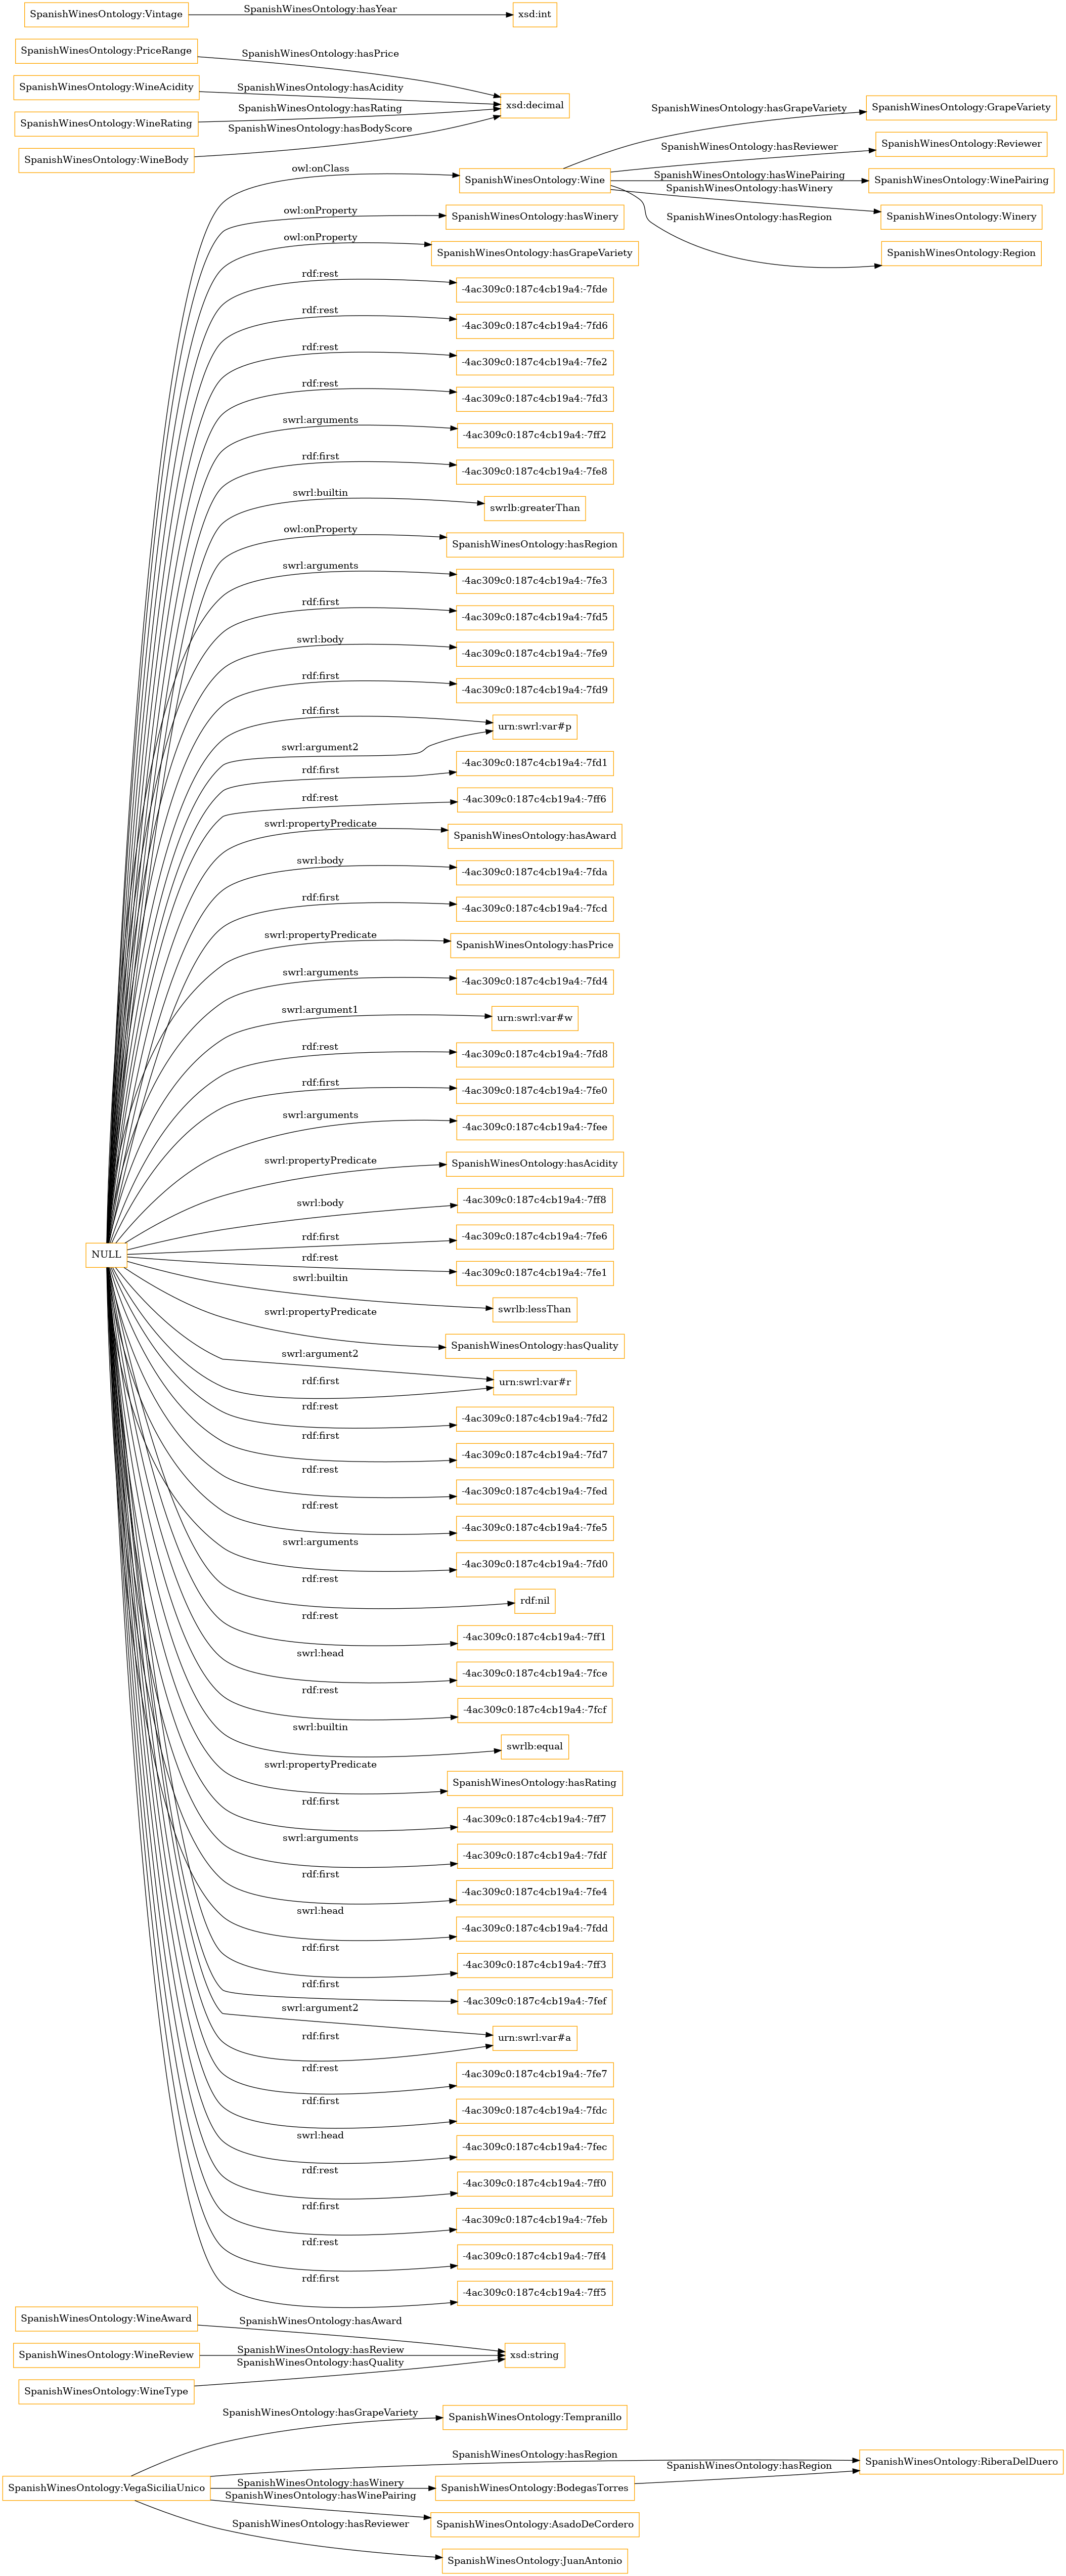 SpanishWinesOntology:Vintage
SpanishWinesOntology:hasYear
xsd:int
SpanishWinesOntology:PriceRange
SpanishWinesOntology:hasPrice
SpanishWinesOntology:WineAcidity
SpanishWinesOntology:hasAcidity
xsd:decimal
SpanishWinesOntology:WineRating
SpanishWinesOntology:hasRating
SpanishWinesOntology:WineBody
SpanishWinesOntology:hasBodyScore
owl:onClass
SpanishWinesOntology:Wine
SpanishWinesOntology:hasGrapeVariety
SpanishWinesOntology:GrapeVariety
SpanishWinesOntology:hasReviewer
SpanishWinesOntology:Reviewer
SpanishWinesOntology:hasWinePairing
SpanishWinesOntology:WinePairing
SpanishWinesOntology:hasWinery
SpanishWinesOntology:Winery
SpanishWinesOntology:hasRegion
SpanishWinesOntology:Region
owl:onProperty
SpanishWinesOntology:hasWinery
owl:onProperty
SpanishWinesOntology:hasGrapeVariety
rdf:rest
-4ac309c0:187c4cb19a4:-7fde
rdf:rest
-4ac309c0:187c4cb19a4:-7fd6
rdf:rest
-4ac309c0:187c4cb19a4:-7fe2
rdf:rest
-4ac309c0:187c4cb19a4:-7fd3
swrl:arguments
-4ac309c0:187c4cb19a4:-7ff2
rdf:first
-4ac309c0:187c4cb19a4:-7fe8
swrl:builtin
swrlb:greaterThan
owl:onProperty
SpanishWinesOntology:hasRegion
swrl:arguments
-4ac309c0:187c4cb19a4:-7fe3
rdf:first
-4ac309c0:187c4cb19a4:-7fd5
swrl:body
-4ac309c0:187c4cb19a4:-7fe9
rdf:first
-4ac309c0:187c4cb19a4:-7fd9
rdf:first
urn:swrl:var#p
swrl:argument2
rdf:first
-4ac309c0:187c4cb19a4:-7fd1
rdf:rest
-4ac309c0:187c4cb19a4:-7ff6
swrl:propertyPredicate
SpanishWinesOntology:hasAward
swrl:body
-4ac309c0:187c4cb19a4:-7fda
rdf:first
-4ac309c0:187c4cb19a4:-7fcd
swrl:propertyPredicate
SpanishWinesOntology:hasPrice
swrl:arguments
-4ac309c0:187c4cb19a4:-7fd4
swrl:argument1
urn:swrl:var#w
rdf:rest
-4ac309c0:187c4cb19a4:-7fd8
rdf:first
-4ac309c0:187c4cb19a4:-7fe0
swrl:arguments
-4ac309c0:187c4cb19a4:-7fee
swrl:propertyPredicate
SpanishWinesOntology:hasAcidity
swrl:body
-4ac309c0:187c4cb19a4:-7ff8
NULL
rdf:first
-4ac309c0:187c4cb19a4:-7fe6
rdf:rest
-4ac309c0:187c4cb19a4:-7fe1
swrl:builtin
swrlb:lessThan
swrl:propertyPredicate
SpanishWinesOntology:hasQuality
swrl:argument2
urn:swrl:var#r
rdf:first
rdf:rest
-4ac309c0:187c4cb19a4:-7fd2
rdf:first
-4ac309c0:187c4cb19a4:-7fd7
rdf:rest
-4ac309c0:187c4cb19a4:-7fed
rdf:rest
-4ac309c0:187c4cb19a4:-7fe5
swrl:arguments
-4ac309c0:187c4cb19a4:-7fd0
rdf:rest
rdf:nil
rdf:rest
-4ac309c0:187c4cb19a4:-7ff1
swrl:head
-4ac309c0:187c4cb19a4:-7fce
rdf:rest
-4ac309c0:187c4cb19a4:-7fcf
swrl:builtin
swrlb:equal
swrl:propertyPredicate
SpanishWinesOntology:hasRating
rdf:first
-4ac309c0:187c4cb19a4:-7ff7
swrl:arguments
-4ac309c0:187c4cb19a4:-7fdf
rdf:first
-4ac309c0:187c4cb19a4:-7fe4
swrl:head
-4ac309c0:187c4cb19a4:-7fdd
rdf:first
-4ac309c0:187c4cb19a4:-7ff3
rdf:first
-4ac309c0:187c4cb19a4:-7fef
swrl:argument2
urn:swrl:var#a
rdf:first
rdf:rest
-4ac309c0:187c4cb19a4:-7fe7
rdf:first
-4ac309c0:187c4cb19a4:-7fdc
swrl:head
-4ac309c0:187c4cb19a4:-7fec
rdf:rest
-4ac309c0:187c4cb19a4:-7ff0
rdf:first
-4ac309c0:187c4cb19a4:-7feb
rdf:rest
-4ac309c0:187c4cb19a4:-7ff4
rdf:first
-4ac309c0:187c4cb19a4:-7ff5
SpanishWinesOntology:WineAward
SpanishWinesOntology:hasAward
SpanishWinesOntology:WineReview
SpanishWinesOntology:hasReview
xsd:string
SpanishWinesOntology:WineType
SpanishWinesOntology:hasQuality
SpanishWinesOntology:hasGrapeVariety
SpanishWinesOntology:Tempranillo
SpanishWinesOntology:hasRegion
SpanishWinesOntology:RiberaDelDuero
SpanishWinesOntology:VegaSiciliaUnico
SpanishWinesOntology:hasWinery
SpanishWinesOntology:BodegasTorres
SpanishWinesOntology:hasRegion
SpanishWinesOntology:hasWinePairing
SpanishWinesOntology:AsadoDeCordero
SpanishWinesOntology:hasReviewer
SpanishWinesOntology:JuanAntonio